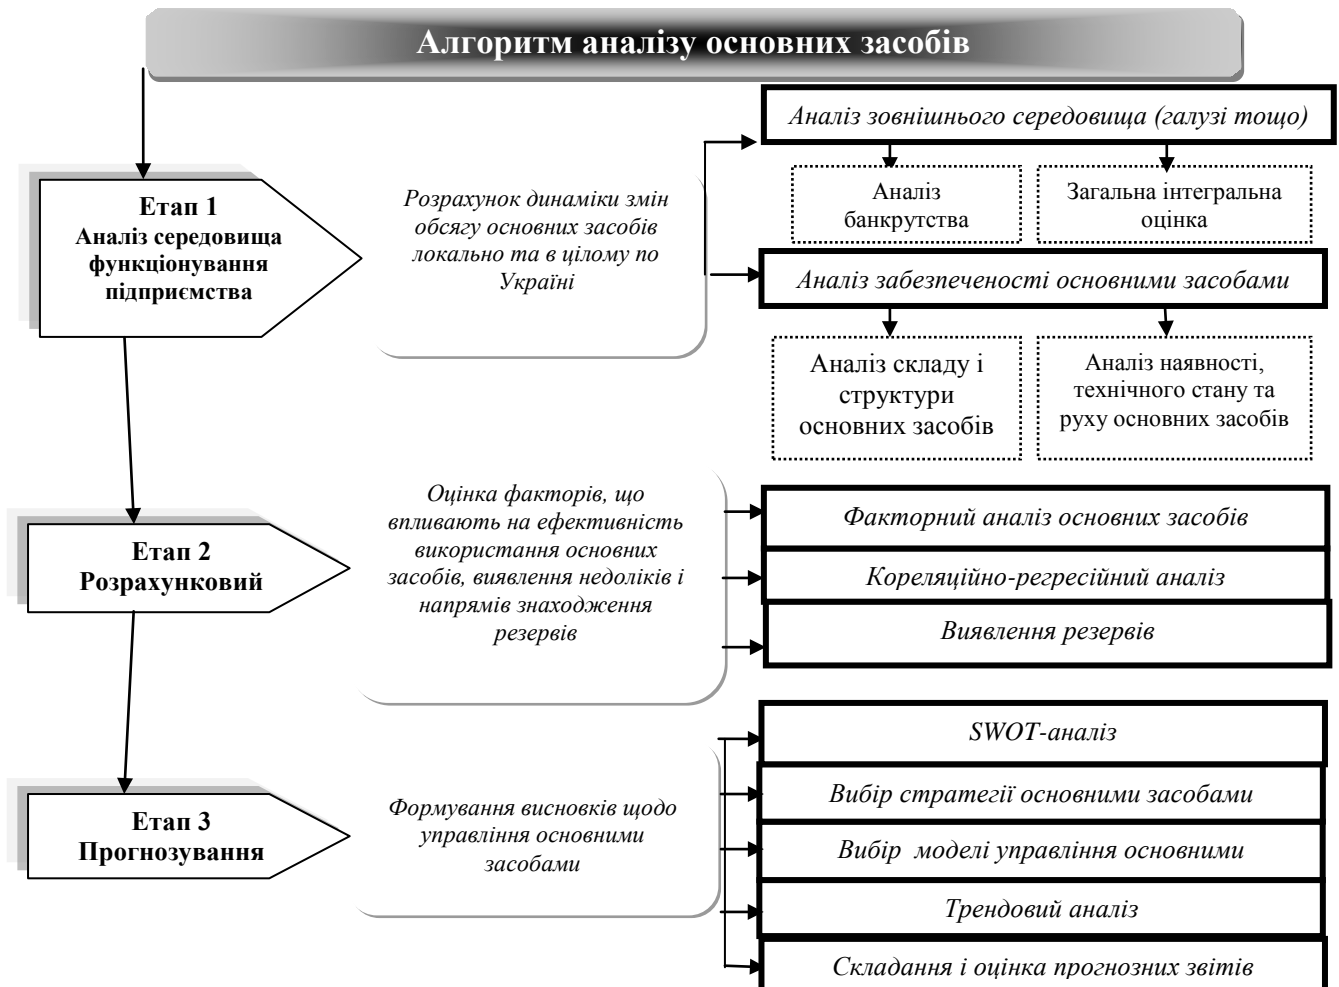 Алгоритм аналізу основних засобів
Етап 1
Аналіз середовища
функціонування
підприємства
Розрахунок динаміки змін
обсягу основних засобів
локально та в цілому по
Україні
Аналіз зовнішнього середовища (галузі тощо)
Аналіз
банкрутства
Загальна інтегральна
оцінка
Аналіз забезпеченості основними засобами
Аналіз складу і
структури
основних засобів
Аналіз наявності,
технічного стану та
руху основних засобів
Етап 2
Розрахунковий
Оцінка факторів, що
впливають на ефективність
використання основних
засобів, виявлення недоліків і
напрямів знаходження
резервів
Факторний аналіз основних засобів
Кореляційно-регресійний аналіз
Виявлення резервів
Етап 3
Прогнозування
Формування висновків щодо
управління основними
засобами
SWOT-аналіз
Вибір стратегії основними засобами
Вибір моделі управління основними
Трендовий аналіз
Складання і оцінка прогнозних звітів